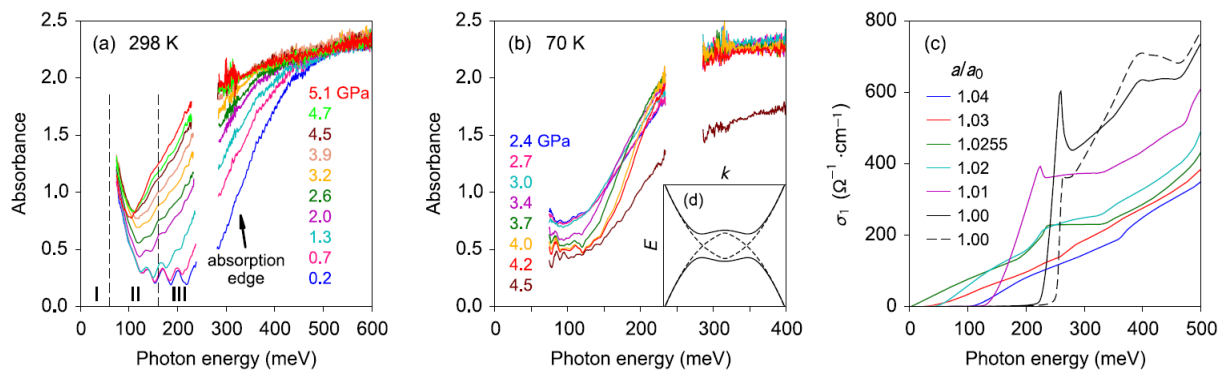 (a) 298 K
5.1 GPa
4.7
4.5
3.9
3.2
2.6
2.0
1.3
0.7
0.2
absorption
edge
I
II
III
Absorbance
2.5
2.0
1.5
1.0
0.5
0.0
0 100 200 300 400 500 600
Photon energy (meV)
(b) 70 K
2.4 GPa
2.7
3.0
3.4
3.7
4.0
4.2
4.5
k
(d)
E
Absorbance
2.5
2.0
1.5
1.0
0.5
0.0
0 100 200 300 400
Photon energy (meV)
(c)
a/a₀
1.04
1.03
1.0255
1.02
1.01
1.00
1.00
σ₁ (Ω⁻¹ ·cm⁻¹)
800
600
400
200
0
0 100 200 300 400 500
Photon energy (meV)